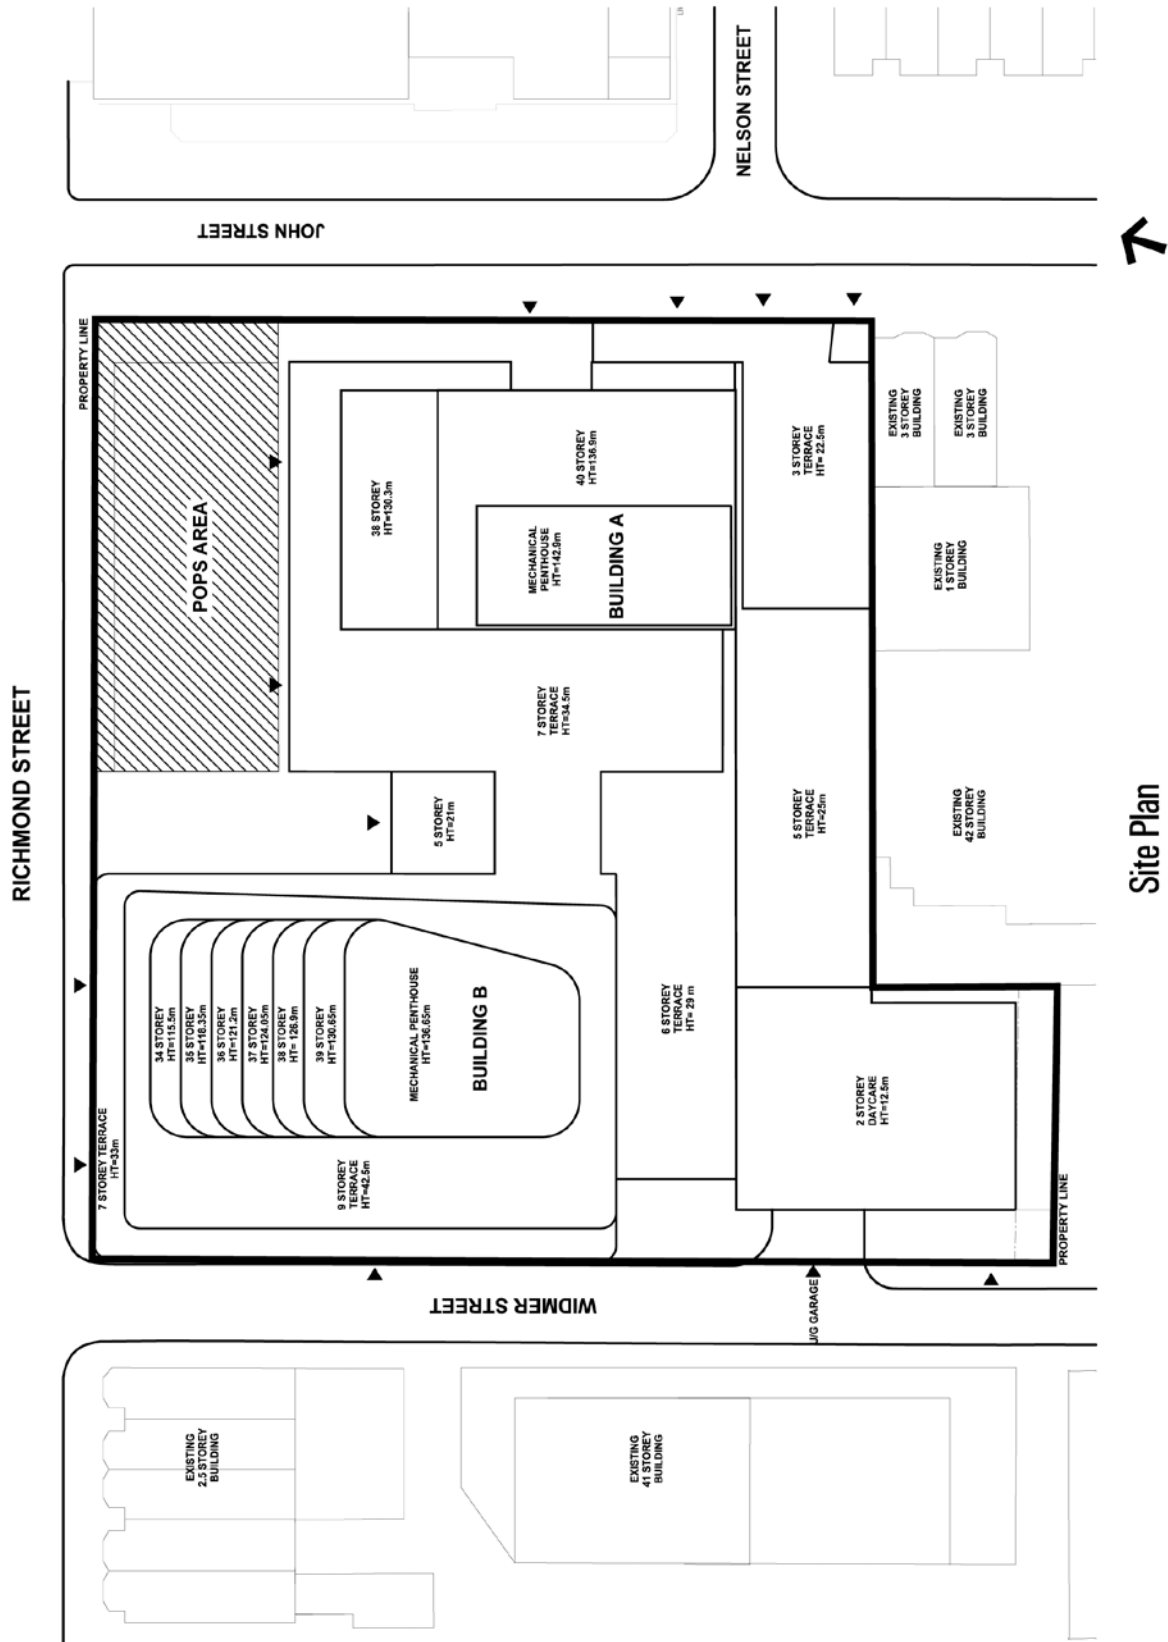 RICHMOND STREET
JOHN STREET
NELSON STREET
LB
PROPERTY LINE
POPS AREA
38 STOREY
HT=130.3m
40 STOREY
HT=136.9m
MECHANICAL
PENTHOUSE
HT=142.9m
BUILDING A
3 STOREY
TERRACE
HT= 22.5m
EXISTING
3 STOREY
BUILDING
EXISTING
3 STOREY
BUILDING
EXISTING
1 STOREY
BUILDING
7 STOREY
TERRACE
HT=34.5m
5 STOREY
HT=21m
5 STOREY
TERRACE
HT=25m
EXISTING
42 STOREY
BUILDING
34 STOREY
HT=115.5m
35 STOREY
HT=118.35m
36 STOREY
HT=121.2m
37 STOREY
HT=124.05m
38 STOREY
HT= 126.9m
39 STOREY
HT=130.65m
MECHANICAL PENTHOUSE
HT=136.65m
BUILDING B
6 STOREY
TERRACE
HT= 29 m
2 STOREY
DAYCARE
HT=12.5m
7 STOREY TERRACE
HT=33m
9 STOREY
TERRACE
HT=42.5m
PROPERTY LINE
WIDMER STREET
U/G GARAGE
EXISTING
2.5 STOREY
BUILDING
EXISTING
41 STOREY
BUILDING
Site Plan